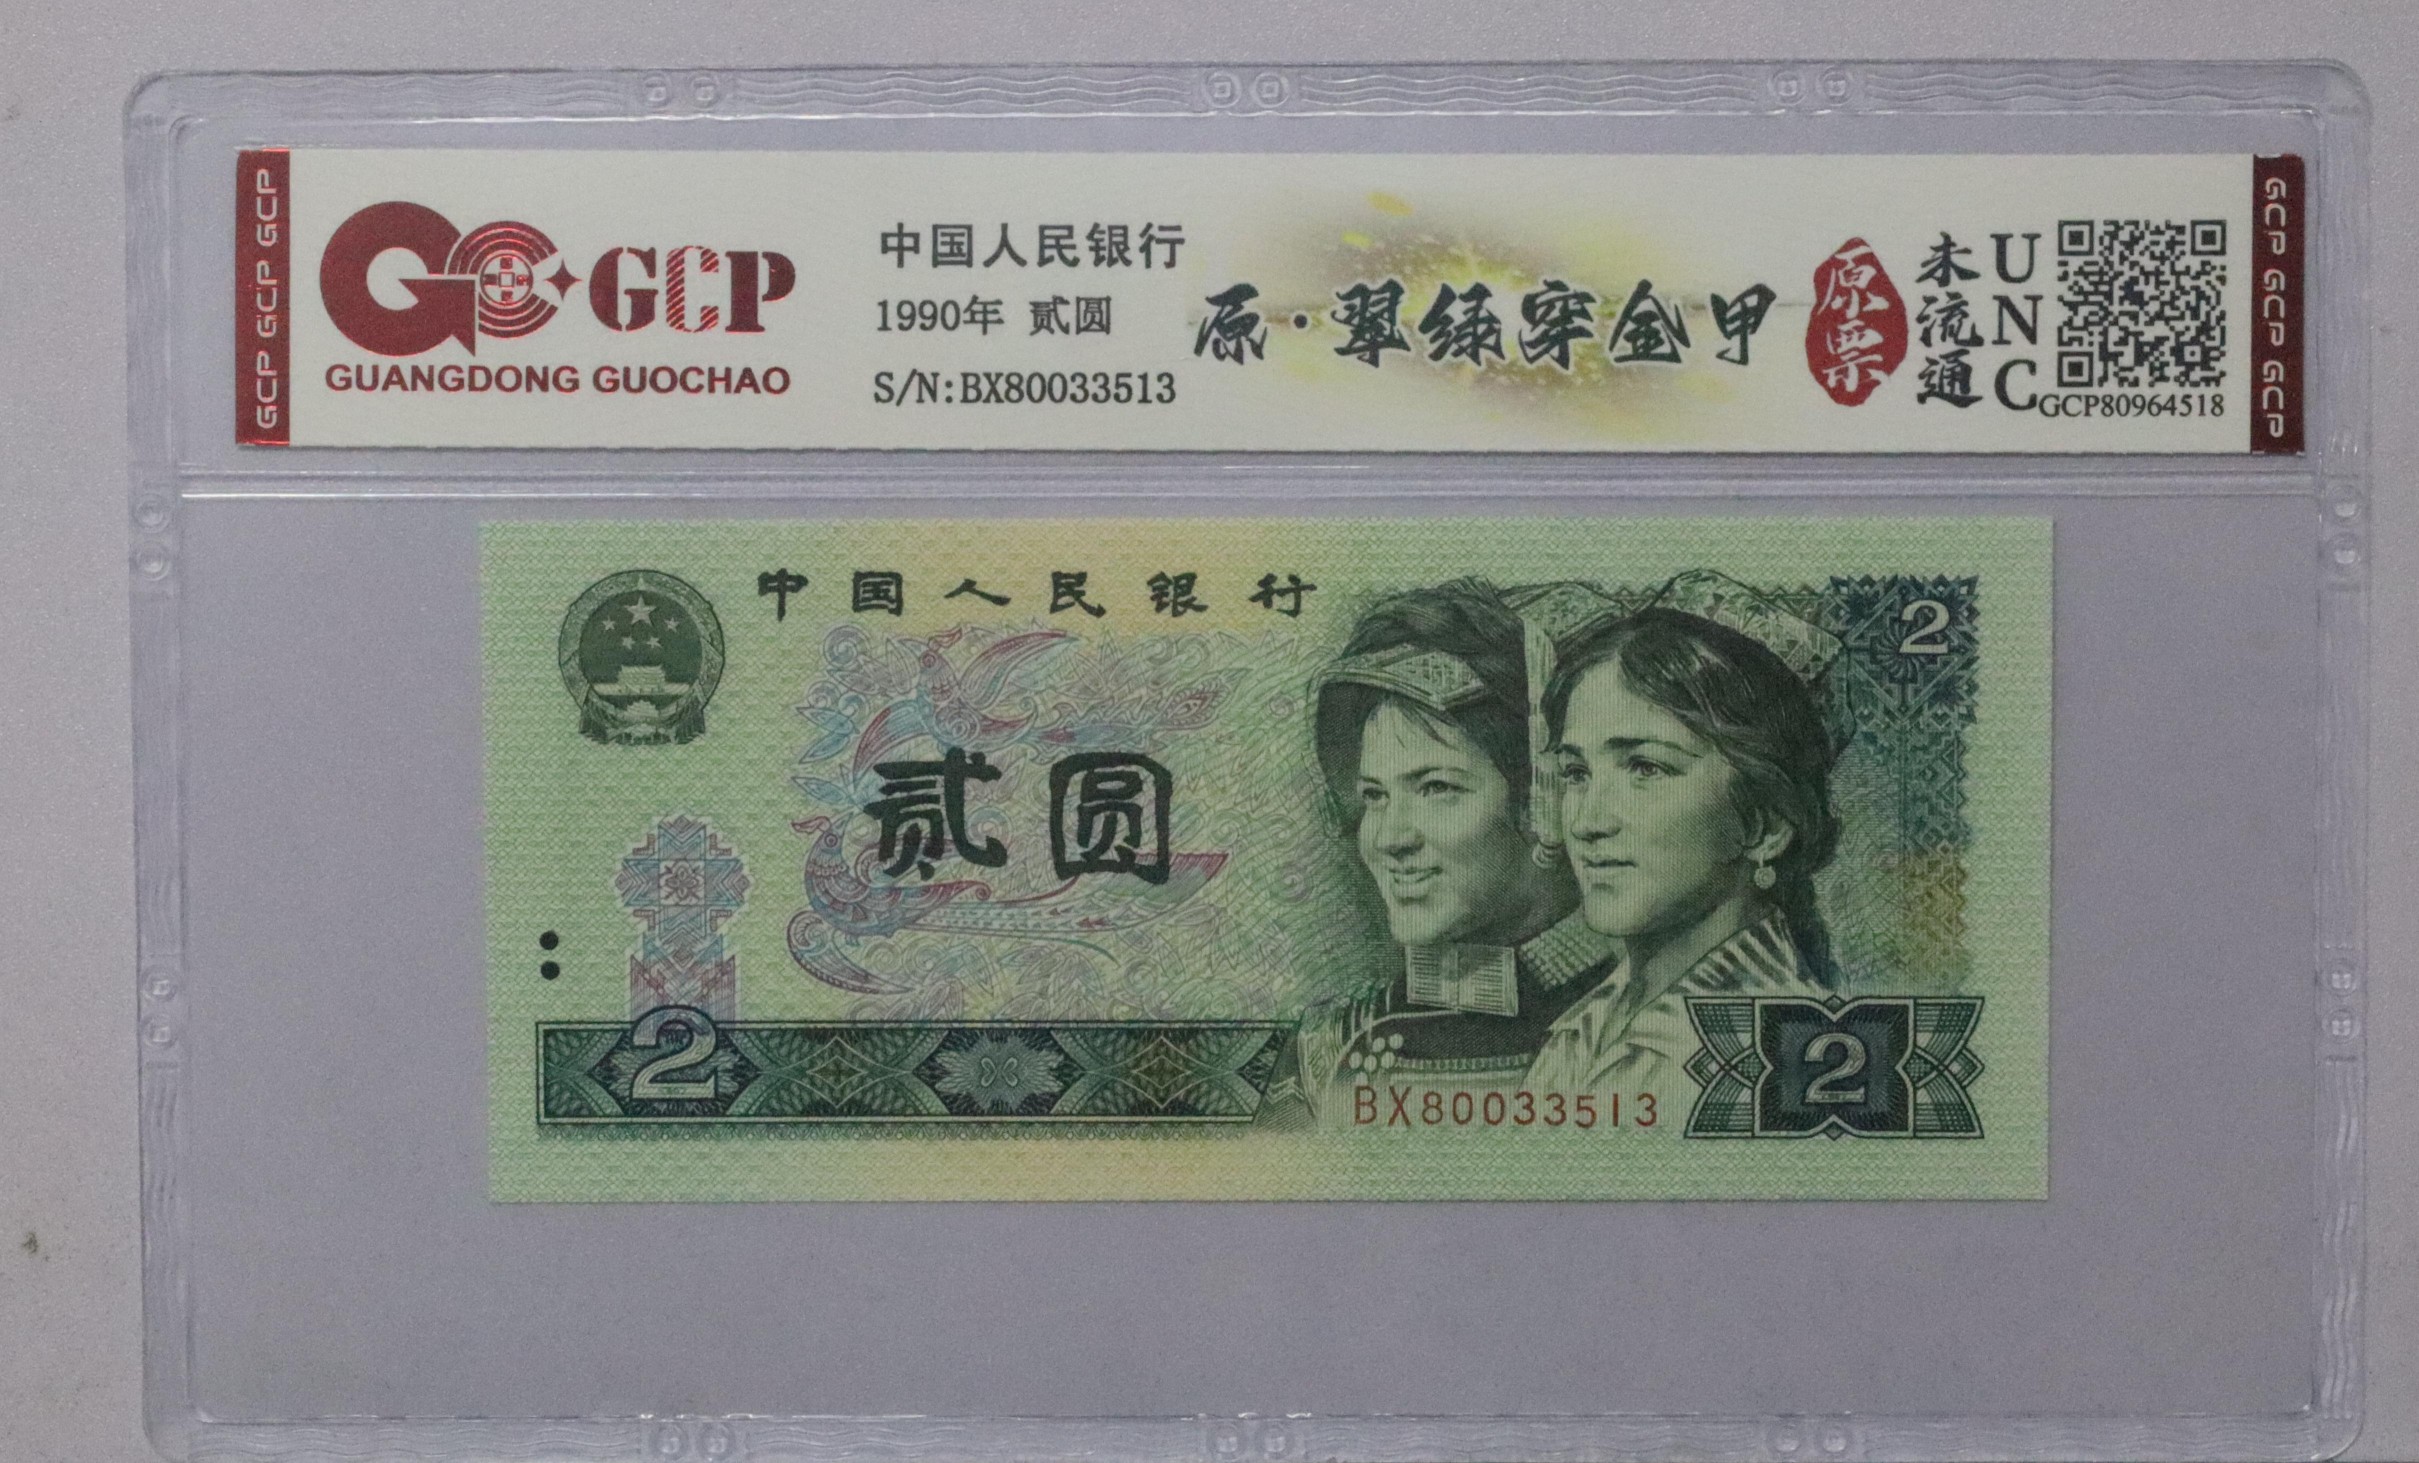 GCP GCP GCP
GCP
GUANGDONG GUOCHAO
中国人民银行
1990年 贰圆
S/N:BX80033513
原·翠绿穿金甲
原票
未流通
UNC
GCP80964518
GCP GCP GCP
中国人民银行
2
贰圆
2
BX80033513
2